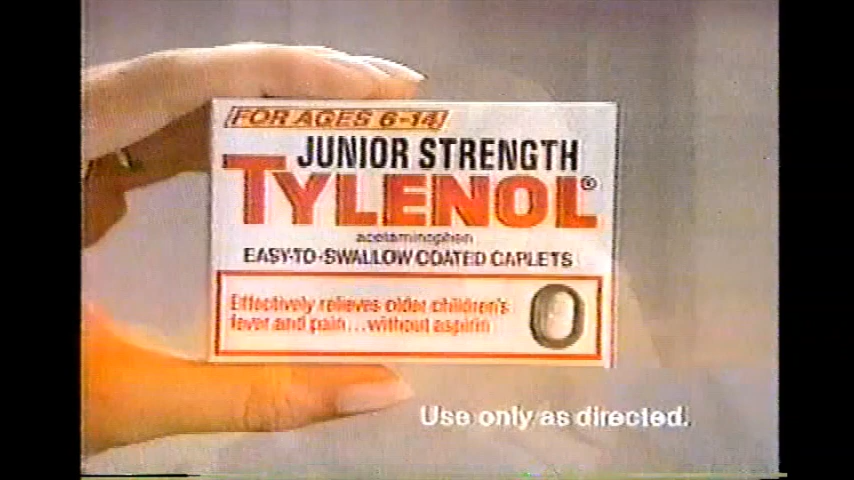 FOR AGES 6-14
JUNIOR STRENGTH
TYLENOL®
acetaminophen
EASY-TO-SWALLOW COATED CAPLETS
Effectively relieves older children's
fever and pain...without aspirin
Use only as directed.